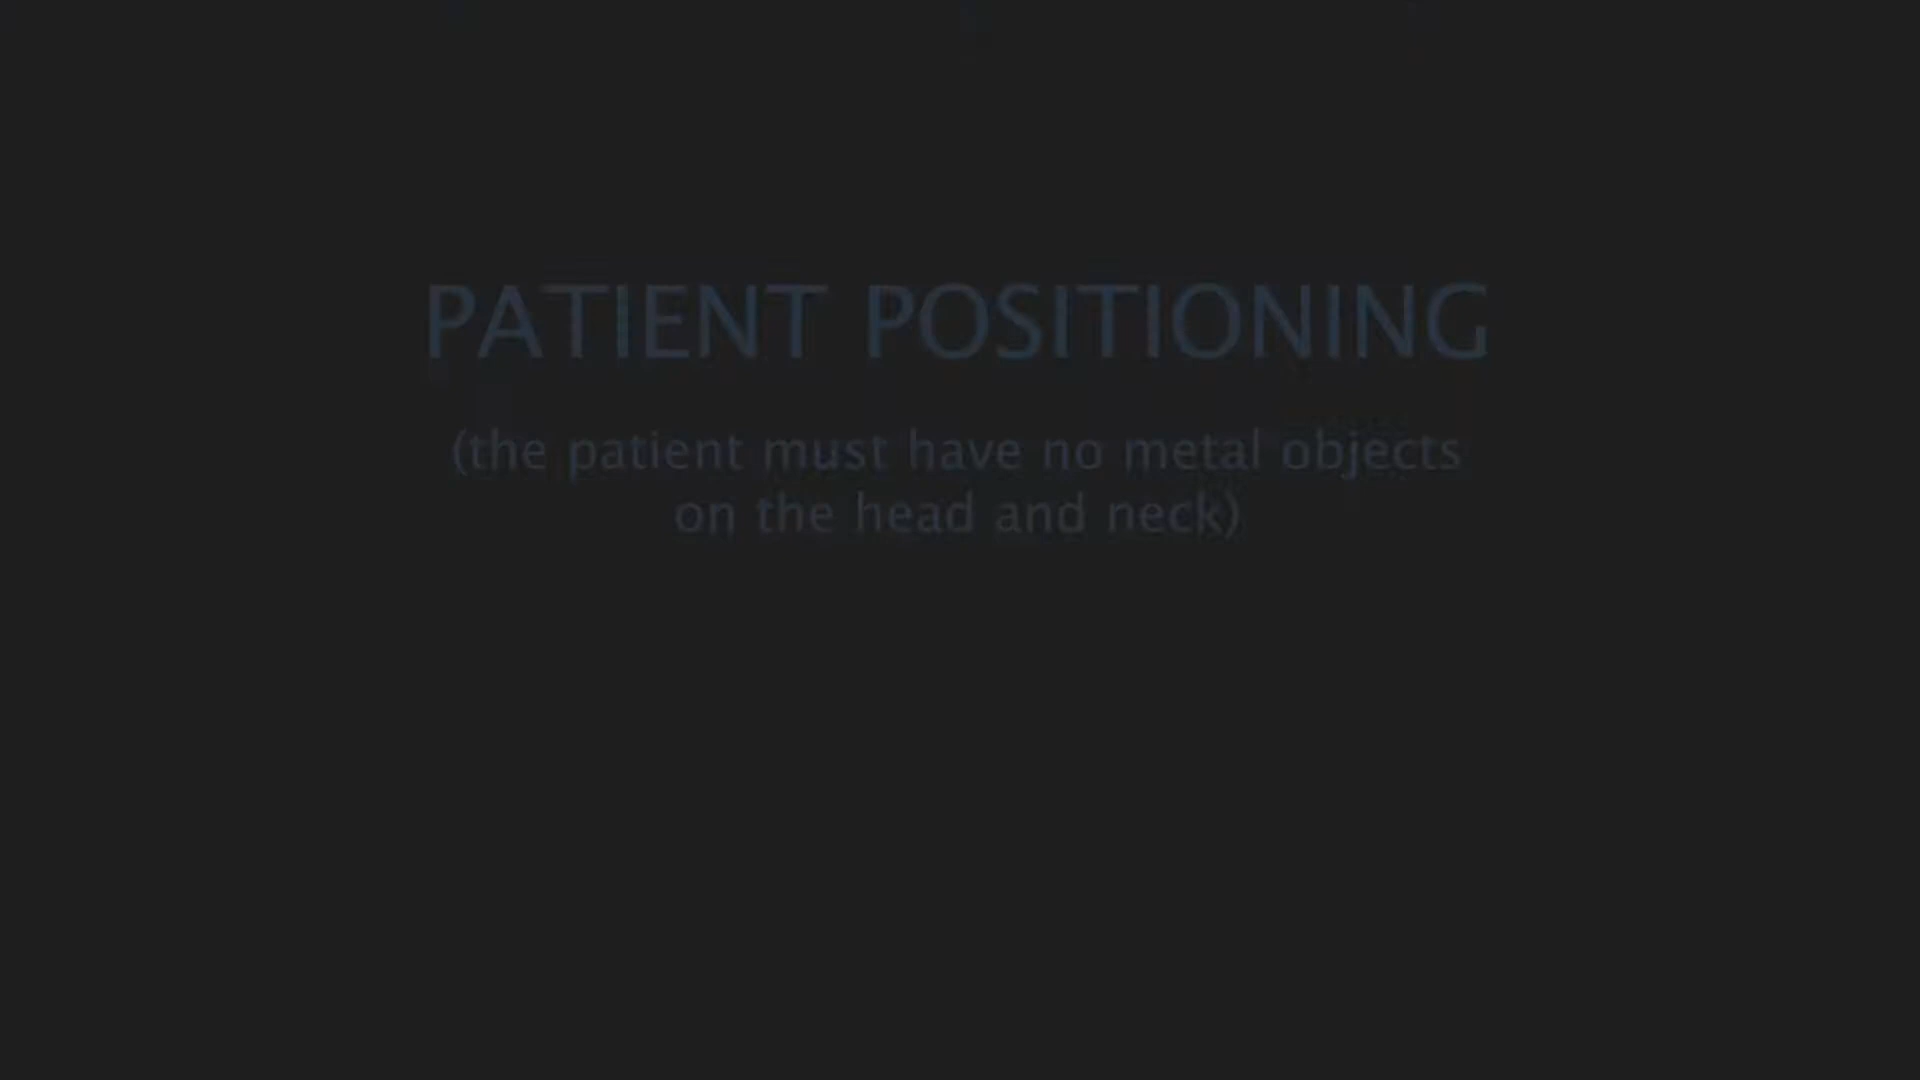 PATIENT POSITIONING
(the patient must have no metal objects
on the head and neck)